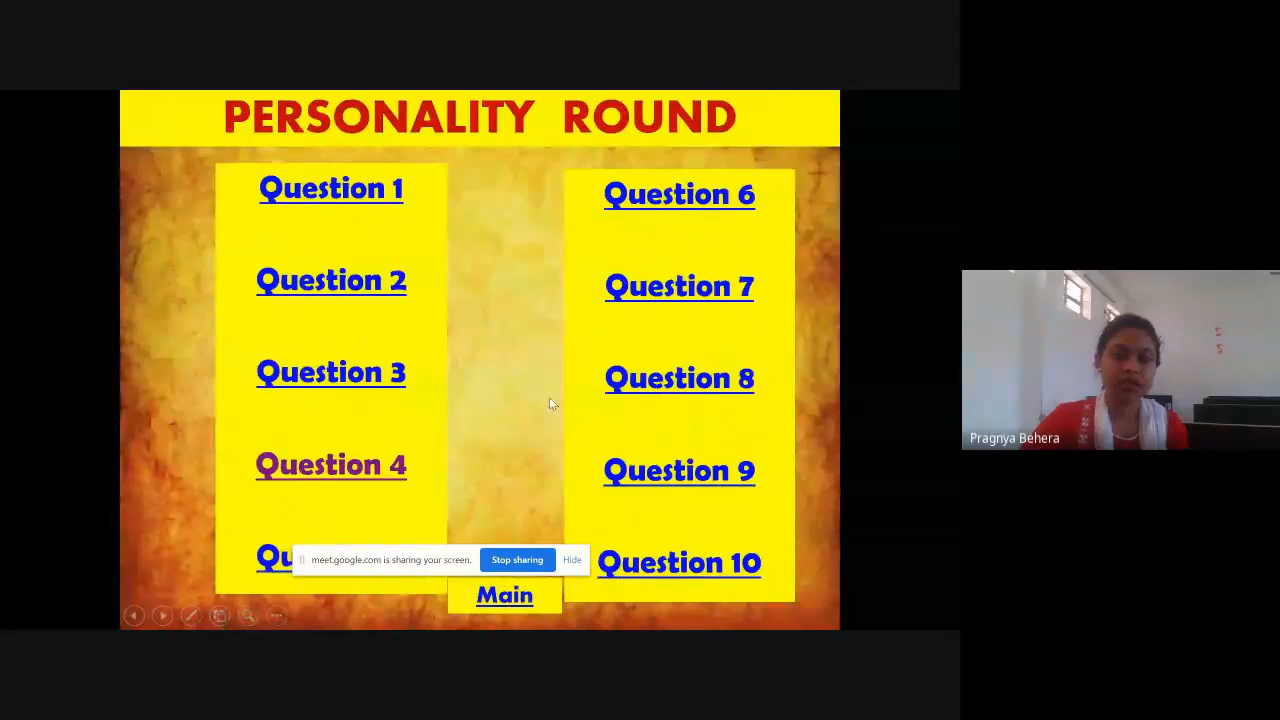 PERSONALITY ROUND
Question 1
Question 2
Question 3
Question 4
Qu
Question 6
Question 7
Question 8
Question 9
Question 10
meet.google.com is sharing your screen. Stop sharing Hide
Main
Pragnya Behera